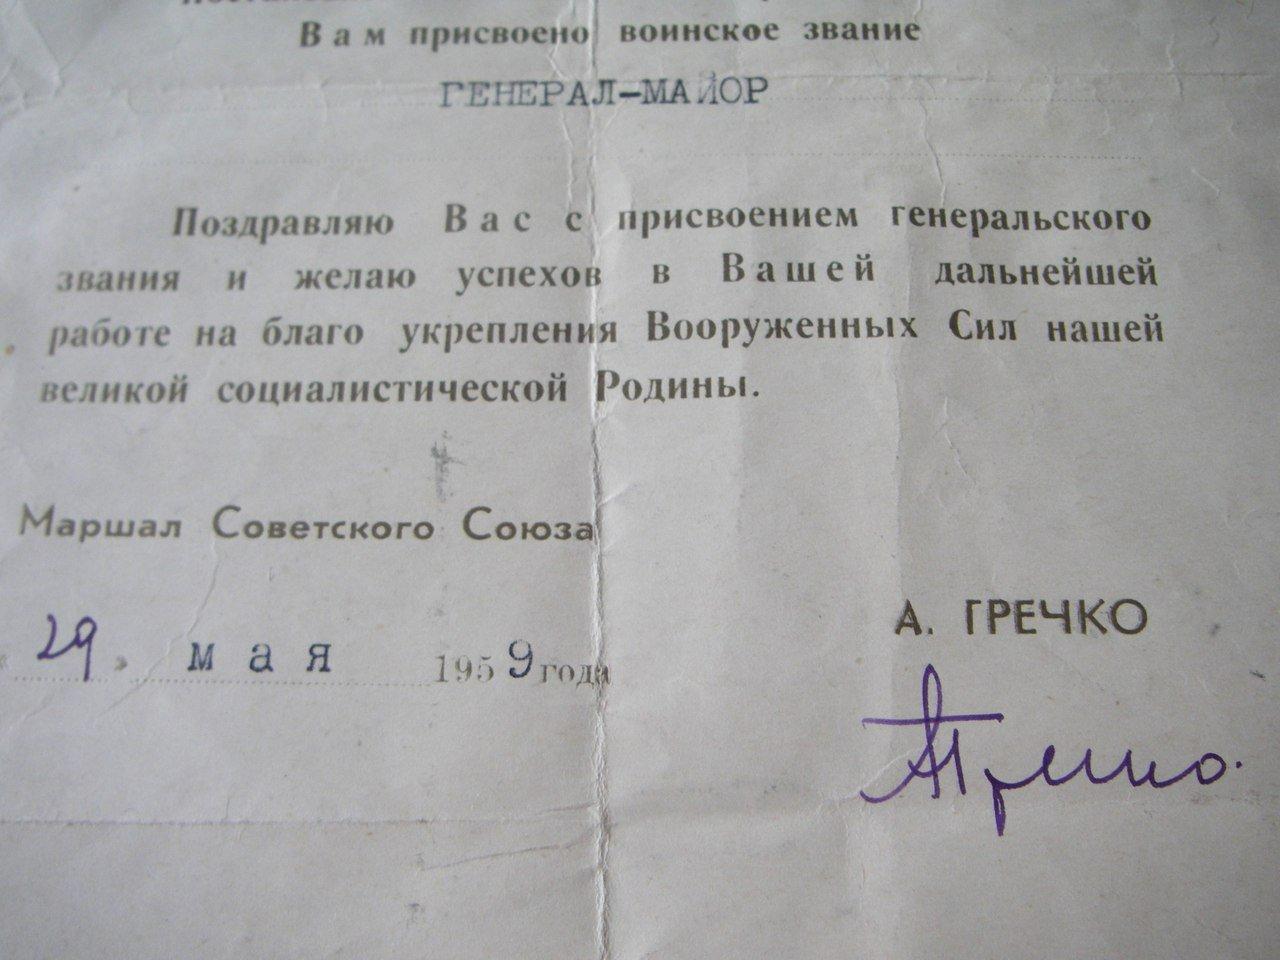 Вам присвоено воинское звание
ГЕНЕРАЛ-МАЙОР
Поздравляю Вас с присвоением генеральского
звания и желаю успехов в Вашей дальнейшей
работе на благо укрепления Вооруженных Сил нашей
великой социалистической Родины.
Маршал Советского Союза
А. ГРЕЧКО
«29» мая 1959 года
АГречко.